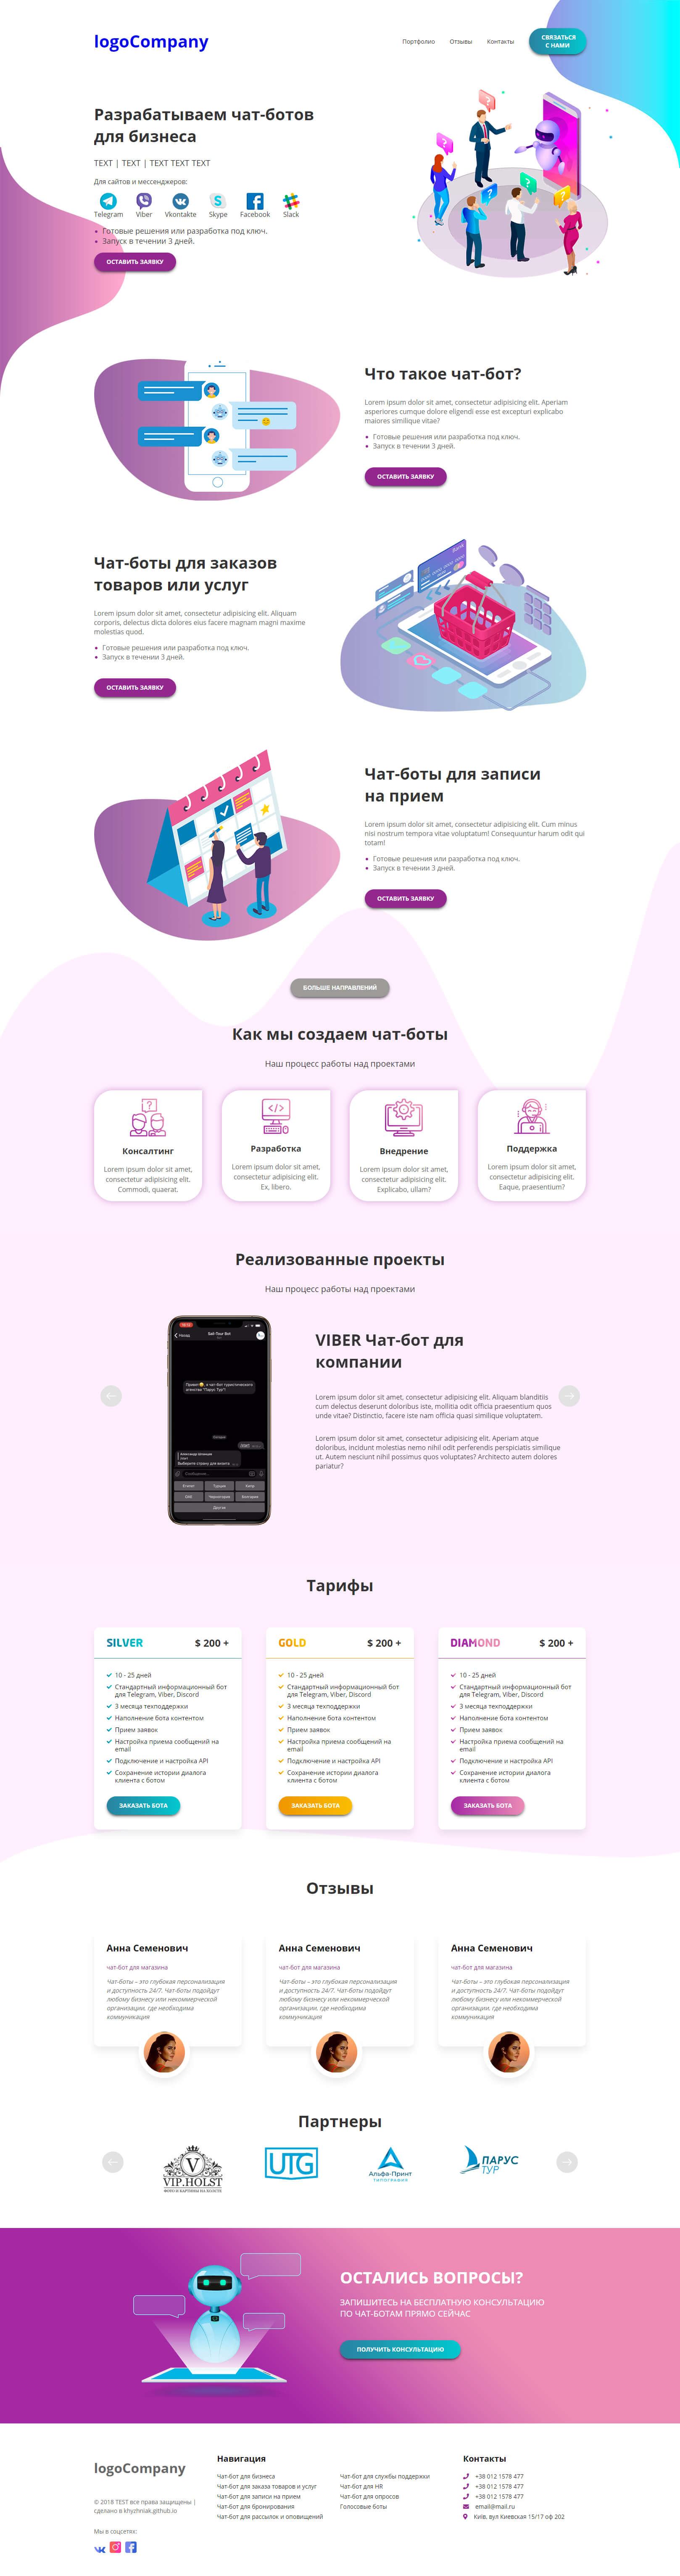 logoCompany
Портфолио
Отзывы
Контакты
СВЯЗАТЬСЯ
С НАМИ
Разрабатываем чат-ботов
для бизнеса
TEXT | TEXT | TEXT TEXT TEXT
Для сайтов и мессенджеров:
Telegram
Viber
Vkontakte
Skype
Facebook
Slack
Готовые решения или разработка под ключ.
Запуск в течении 3 дней.
ОСТАВИТЬ ЗАЯВКУ
Что такое чат-бот?
Lorem ipsum dolor sit amet, consectetur adipisicing elit. Aperiam
asperiores cumque dolore eligendi esse est excepturi explicabo
maiores similique vitae?
Готовые решения или разработка под ключ.
Запуск в течении 3 дней.
ОСТАВИТЬ ЗАЯВКУ
Чат-боты для заказов
товаров или услуг
Lorem ipsum dolor sit amet, consectetur adipisicing elit. Aliquam
corporis, delectus dicta dolores eius facere magnam magni maxime
molestias quod.
Готовые решения или разработка под ключ.
Запуск в течении 3 дней.
ОСТАВИТЬ ЗАЯВКУ
Чат-боты для записи
на прием
Lorem ipsum dolor sit amet, consectetur adipisicing elit. Cum minus
nisi nostrum tempora vitae voluptatum! Consequuntur harum odit qui
totam!
Готовые решения или разработка под ключ.
Запуск в течении 3 дней.
ОСТАВИТЬ ЗАЯВКУ
БОЛЬШЕ НАПРАВЛЕНИЙ
Как мы создаем чат-боты
Наш процесс работы над проектами
Консалтинг
Lorem ipsum dolor sit amet,
consectetur adipisicing elit.
Commodi, quaerat.
Разработка
Lorem ipsum dolor sit amet,
consectetur adipisicing elit.
Ex, libero.
Внедрение
Lorem ipsum dolor sit amet,
consectetur adipisicing elit.
Explicabo, ullam?
Поддержка
Lorem ipsum dolor sit amet,
consectetur adipisicing elit.
Eaque, praesentium?
Реализованные проекты
Наш процесс работы над проектами
VIBER Чат-бот для
компании
Lorem ipsum dolor sit amet, consectetur adipisicing elit. Aliquam blanditiis
cum delectus deserunt doloribus iste, mollitia odit officia praesentium quos
unde vitae? Distinctio, facere iste nam officia quasi similique voluptatem.
Lorem ipsum dolor sit amet, consectetur adipisicing elit. Aperiam atque
doloribus, incidunt molestias nemo nihil odit perferendis perspiciatis similique
ut. Autem nesciunt nihil possimus quos voluptates? Architecto autem dolores
pariatur?
Тарифы
SILVER
$ 200 +
10 - 25 дней
Стандартный информационный бот
для Telegram, Viber, Discord
3 месяца техподдержки
Наполнение бота контентом
Прием заявок
Настройка приема сообщений на
email
Подключение и настройка API
Сохранение истории диалога
клиента с ботом
ЗАКАЗАТЬ БОТА
GOLD
$ 200 +
10 - 25 дней
Стандартный информационный бот
для Telegram, Viber, Discord
3 месяца техподдержки
Наполнение бота контентом
Прием заявок
Настройка приема сообщений на
email
Подключение и настройка API
Сохранение истории диалога
клиента с ботом
ЗАКАЗАТЬ БОТА
DIAMOND
$ 200 +
10 - 25 дней
Стандартный информационный бот
для Telegram, Viber, Discord
3 месяца техподдержки
Наполнение бота контентом
Прием заявок
Настройка приема сообщений на
email
Подключение и настройка API
Сохранение истории диалога
клиента с ботом
ЗАКАЗАТЬ БОТА
Отзывы
Анна Семенович
чат-бот для магазина
Чат-боты – это глубокая персонализация
и доступность 24/7. Чат-боты подойдут
любому бизнесу или некоммерческой
организации, где необходима
коммуникация
Анна Семенович
чат-бот для магазина
Чат-боты – это глубокая персонализация
и доступность 24/7. Чат-боты подойдут
любому бизнесу или некоммерческой
организации, где необходима
коммуникация
Анна Семенович
чат-бот для магазина
Чат-боты – это глубокая персонализация
и доступность 24/7. Чат-боты подойдут
любому бизнесу или некоммерческой
организации, где необходима
коммуникация
Партнеры
V
VIP.HOLST
UTG
Альфа-Принт
ТИПОГРАФИЯ
ПАРУС
ТУР
ОСТАЛИСЬ ВОПРОСЫ?
ЗАПИШИТЕСЬ НА БЕСПЛАТНУЮ КОНСУЛЬТАЦИЮ
ПО ЧАТ-БОТАМ ПРЯМО СЕЙЧАС
ПОЛУЧИТЬ КОНСУЛЬТАЦИЮ
logoCompany
© 2018 TEST все права защищены |
сделано в khyzhniak.github.io
Мы в соцсетях:
Навигация
Чат-бот для бизнеса
Чат-бот для заказа товаров и услуг
Чат-бот для записи на прием
Чат-бот для бронирования
Чат-бот для рассылок и оповещений
Чат-бот для службы поддержки
Чат-бот для HR
Чат-бот для опросов
Голосовые боты
Контакты
+38 012 1578 477
+38 012 1578 477
+38 012 1578 477
email@mail.ru
Київ, вул Киевская 15/17 оф 202